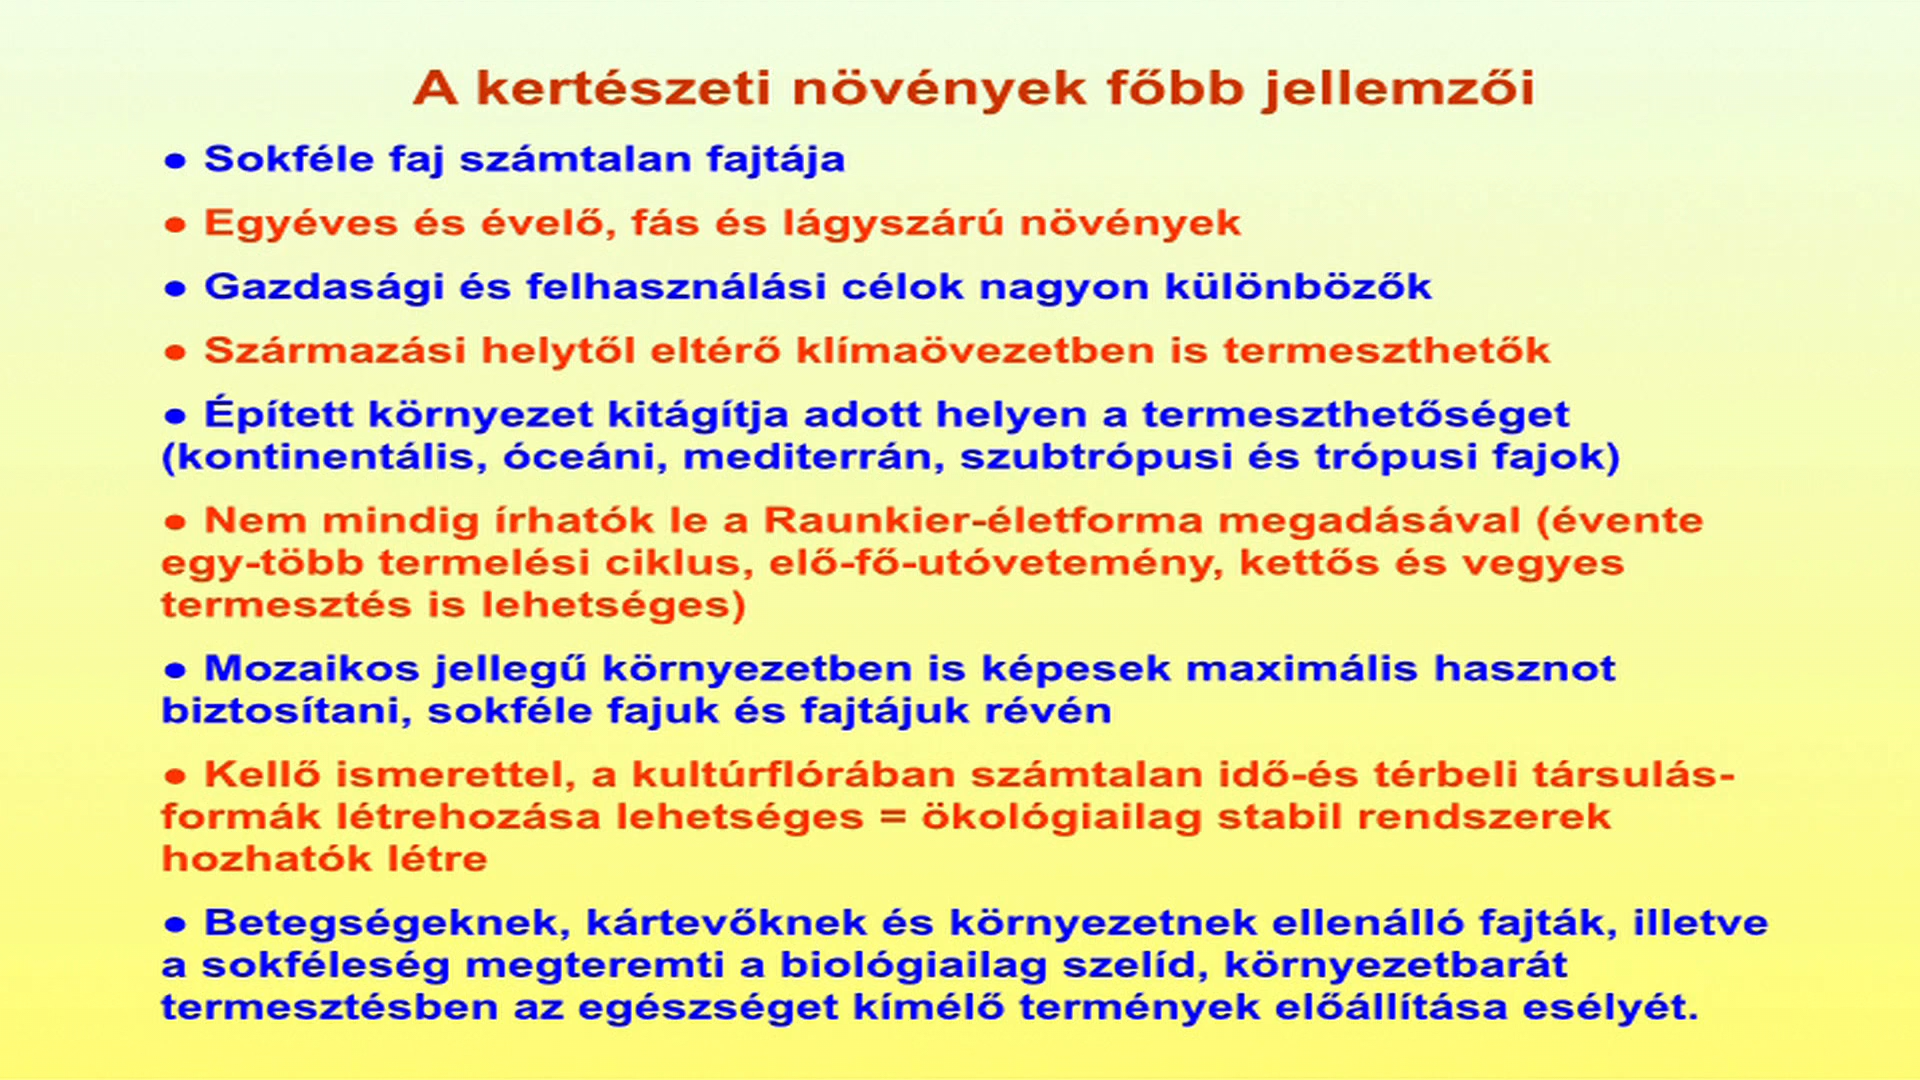 A kertészeti növények főbb jellemzői
● Sokféle faj számtalan fajtája
● Egyéves és évelő, fás és lágyszárú növények
● Gazdasági és felhasználási célok nagyon különbözők
● Származási helytől eltérő klímaövezetben is termeszthetők
● Épített környezet kitágítja adott helyen a termeszthetőséget
(kontinentális, óceáni, mediterrán, szubtrópusi és trópusi fajok)
● Nem mindig írhatók le a Raunkier-életforma megadásával (évente
egy-több termelési ciklus, elő-fő-utóvetemény, kettős és vegyes
termesztés is lehetséges)
● Mozaikos jellegű környezetben is képesek maximális hasznot
biztosítani, sokféle fajuk és fajtájuk révén
● Kellő ismerettel, a kultúrflórában számtalan idő-és térbeli társulás-
formák létrehozása lehetséges = ökológiailag stabil rendszerek
hozhatók létre
● Betegségeknek, kártevőknek és környezetnek ellenálló fajták, illetve
a sokféleség megteremti a biológiailag szelíd, környezetbarát
termesztésben az egészséget kímélő termények előállítása esélyét.